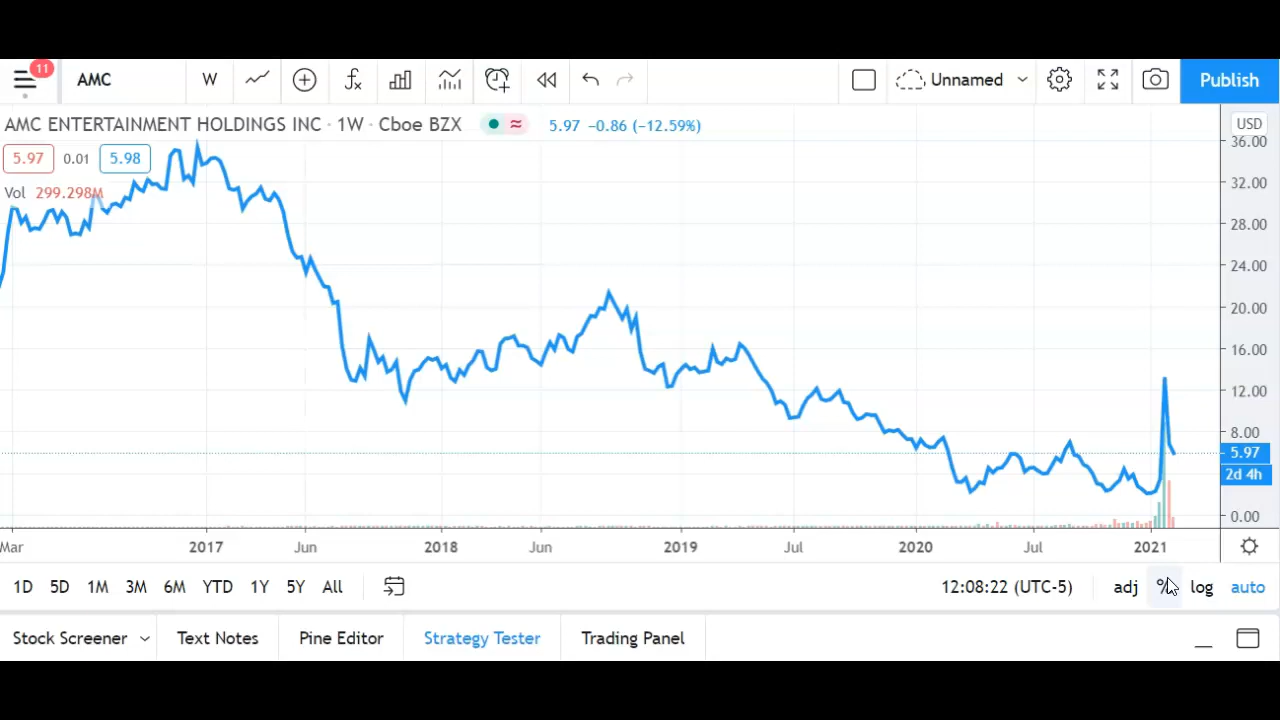 11
AMC W Unnamed Publish
AMC ENTERTAINMENT HOLDINGS INC · 1W · Cboe BZX 5.97 −0.86 (−12.59%) USD
5.97 0.01 5.98
Vol 299.298M
36.00
32.00
28.00
24.00
20.00
16.00
12.00
8.00
5.97
2d 4h
0.00
Mar 2017 Jun 2018 Jun 2019 Jul 2020 Jul 2021
1D 5D 1M 3M 6M YTD 1Y 5Y All 12:08:22 (UTC-5) adj % log auto
Stock Screener Text Notes Pine Editor Strategy Tester Trading Panel